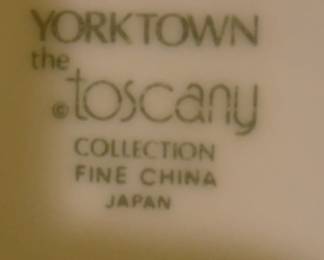 YORKTOWN
the
©toscany
COLLECTION
FINE CHINA
JAPAN